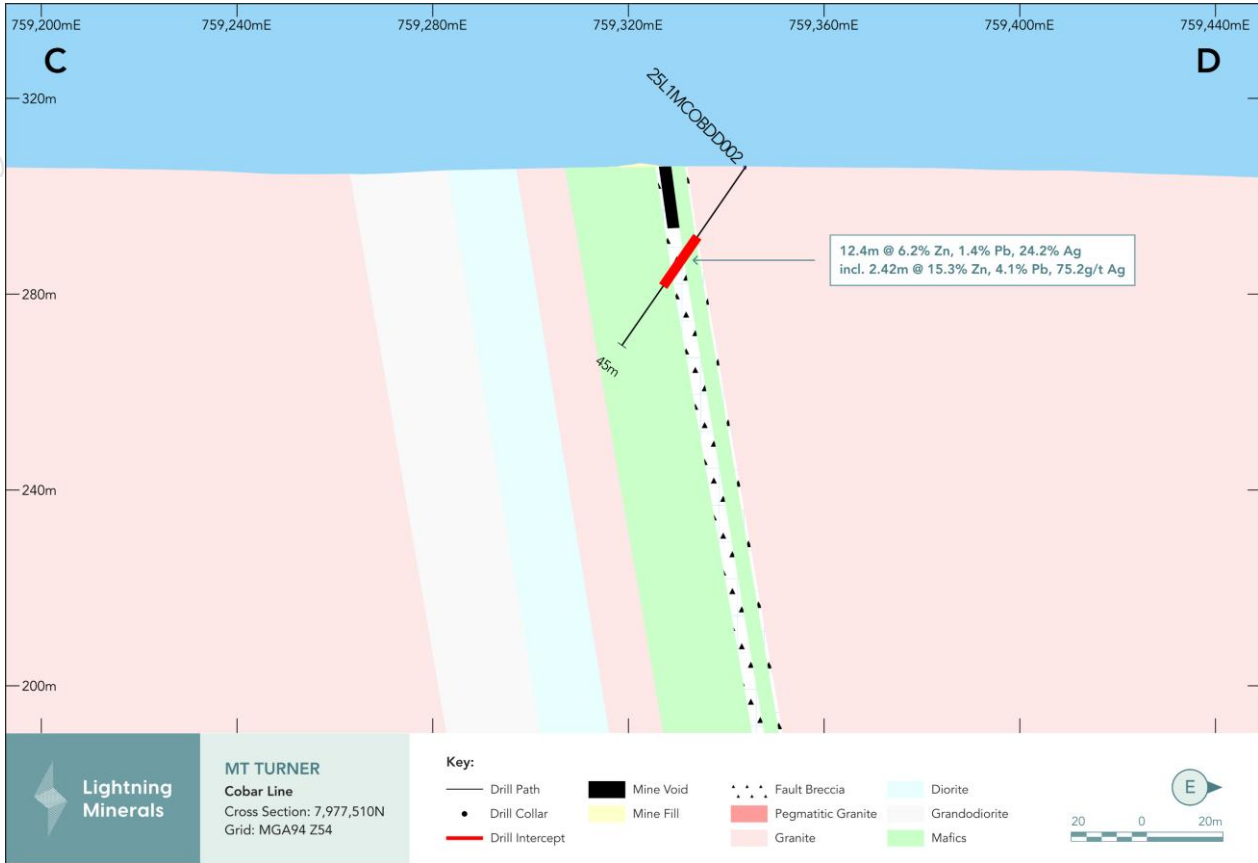 759,200mE 759,240mE 759,280mE 759,320mE 759,360mE 759,400mE 759,440mE
C D
320m
25L1MCOBDD002
12.4m @ 6.2% Zn, 1.4% Pb, 24.2% Ag
incl. 2.42m @ 15.3% Zn, 4.1% Pb, 75.2g/t Ag
280m
45m
240m
200m
Lightning
Minerals
MT TURNER
Cobar Line
Cross Section: 7,977,510N
Grid: MGA94 Z54
Key:
Drill Path
Drill Collar
Drill Intercept
Mine Void
Mine Fill
Fault Breccia
Pegmatitic Granite
Granite
Diorite
Grandodiorite
Mafics
E
20 0 20m